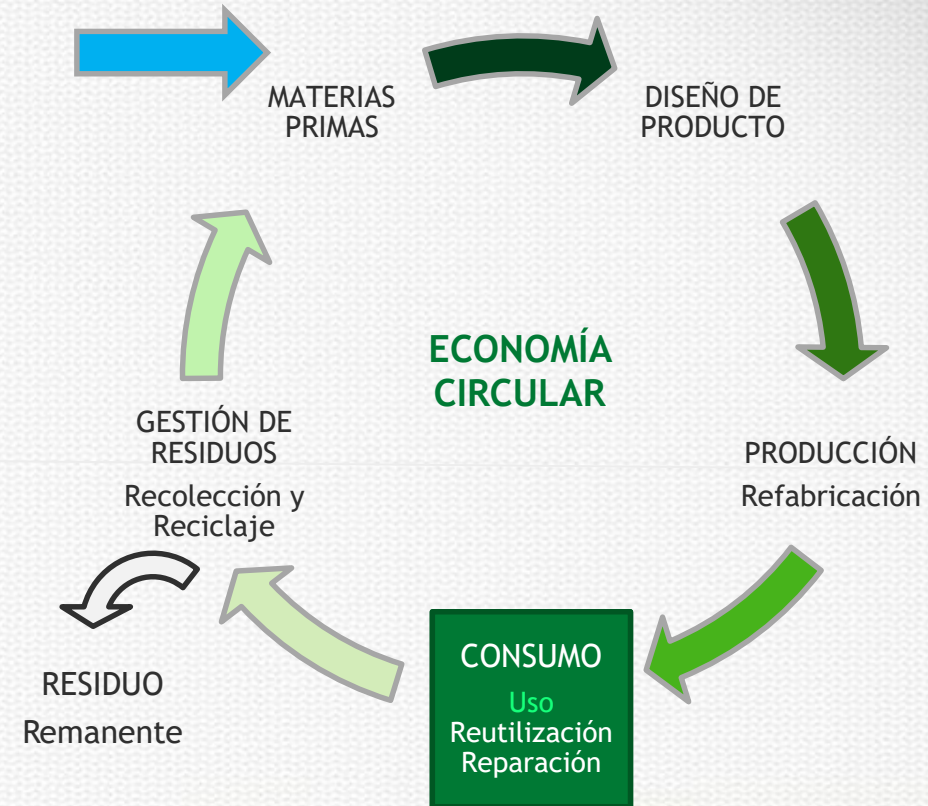 MATERIAS
PRIMAS
DISEÑO DE
PRODUCTO
ECONOMÍA
CIRCULAR
GESTIÓN DE
RESIDUOS
Recolección y
Reciclaje
PRODUCCIÓN
Refabricación
CONSUMO
Uso
Reutilización
Reparación
RESIDUO
Remanente